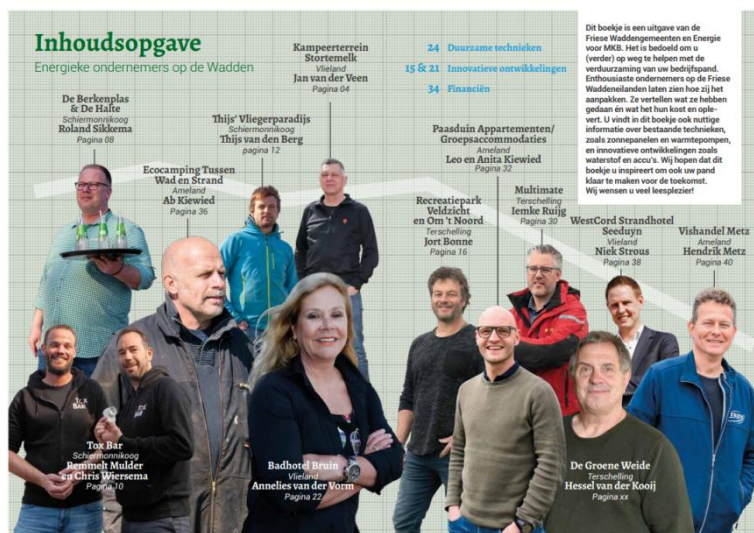 Inhoudsopgave
Energieke ondernemers op de Wadden
De Berkenplas
& De Halte
Schiermonnikoog
Roland Sikkema
Pagina 08
Ecocamping Tussen
Wad en Strand
Ameland
Ab Kiewied
Pagina 36
Thijs' Vliegerparadijs
Schiermonnikoog
Thijs van den Berg
pagina 12
Kampeerterrein
Stortemelk
Vlieland
Jan van der Veen
Pagina 04
24 Duurzame technieken
15 & 21 Innovatieve ontwikkelingen
34 Financiën
Paasduin Appartementen/
Groepsaccommodaties
Ameland
Leo en Anita Kiewied
Pagina 32
Recreatiepark
Veldzicht
en Om 't Noord
Terschelling
Jort Bonne
Pagina 16
Multimate
Terschelling
Iemke Ruijg
Pagina 30
WestCord Strandhotel
Seeduyn
Vlieland
Niek Strous
Pagina 38
Vishandel Metz
Ameland
Hendrik Metz
Pagina 40
Dit boekje is een uitgave van de
Friese Waddengemeenten en Energie
voor MKB. Het is bedoeld om u
(verder) op weg te helpen met de
verduurzaming van uw bedrijfspand.
Enthousiaste ondernemers op de Friese
Waddeneilanden laten zien hoe zij het
aanpakken. Ze vertellen wat ze hebben
gedaan én wat het hun kost en ople-
vert. U vindt in dit boekje ook nuttige
informatie over bestaande technieken,
zoals zonnepanelen en warmtepompen,
en innovatieve ontwikkelingen zoals
waterstof en accu's. Wij hopen dat dit
boekje u inspireert om ook uw pand
klaar te maken voor de toekomst.
Wij wensen u veel leesplezier!
Tox Bar
Schiermonnikoog
Remmelt Mulder
en Chris Wiersema
Pagina 10
Badhotel Bruin
Vlieland
Annelies van der Vorm
Pagina 22
De Groene Weide
Terschelling
Hessel van der Kooij
Pagina xx
TOX
BAR